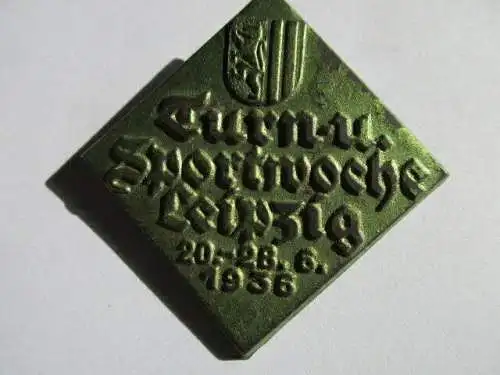 Turn-u.
Sportwoche
Leipzig
20.-28. 6.
1936